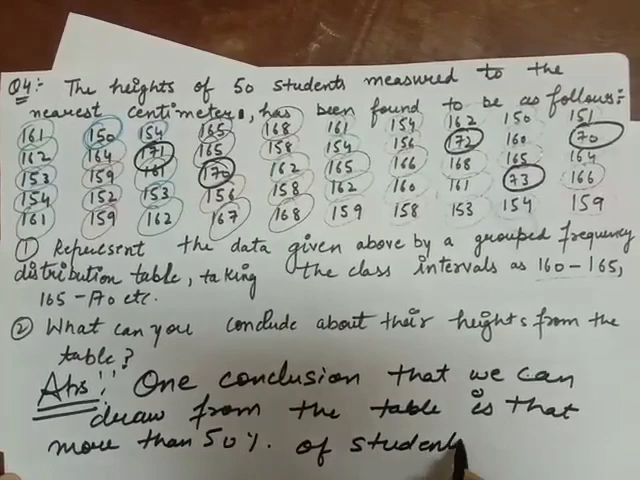 Q4:- The heights of 50 students measured to the
nearest centimeters, has been found to be as follows:-
161 150 154 165 168 161 154 162 150 151
162 164 171 165 158 154 156 172 160 70
153 159 161 170 162 165 166 168 165 164
154 152 153 156 158 162 160 161 73 166
161 159 162 167 168 159 158 153 154 159
① Represent the data given above by a grouped frequency
distribution table, taking the class intervals as 160-165,
165-70 etc.
② What can you conclude about their heights from the
table?
Ans:: One conclusion that we can
draw from the table is that
more than 50%. of student